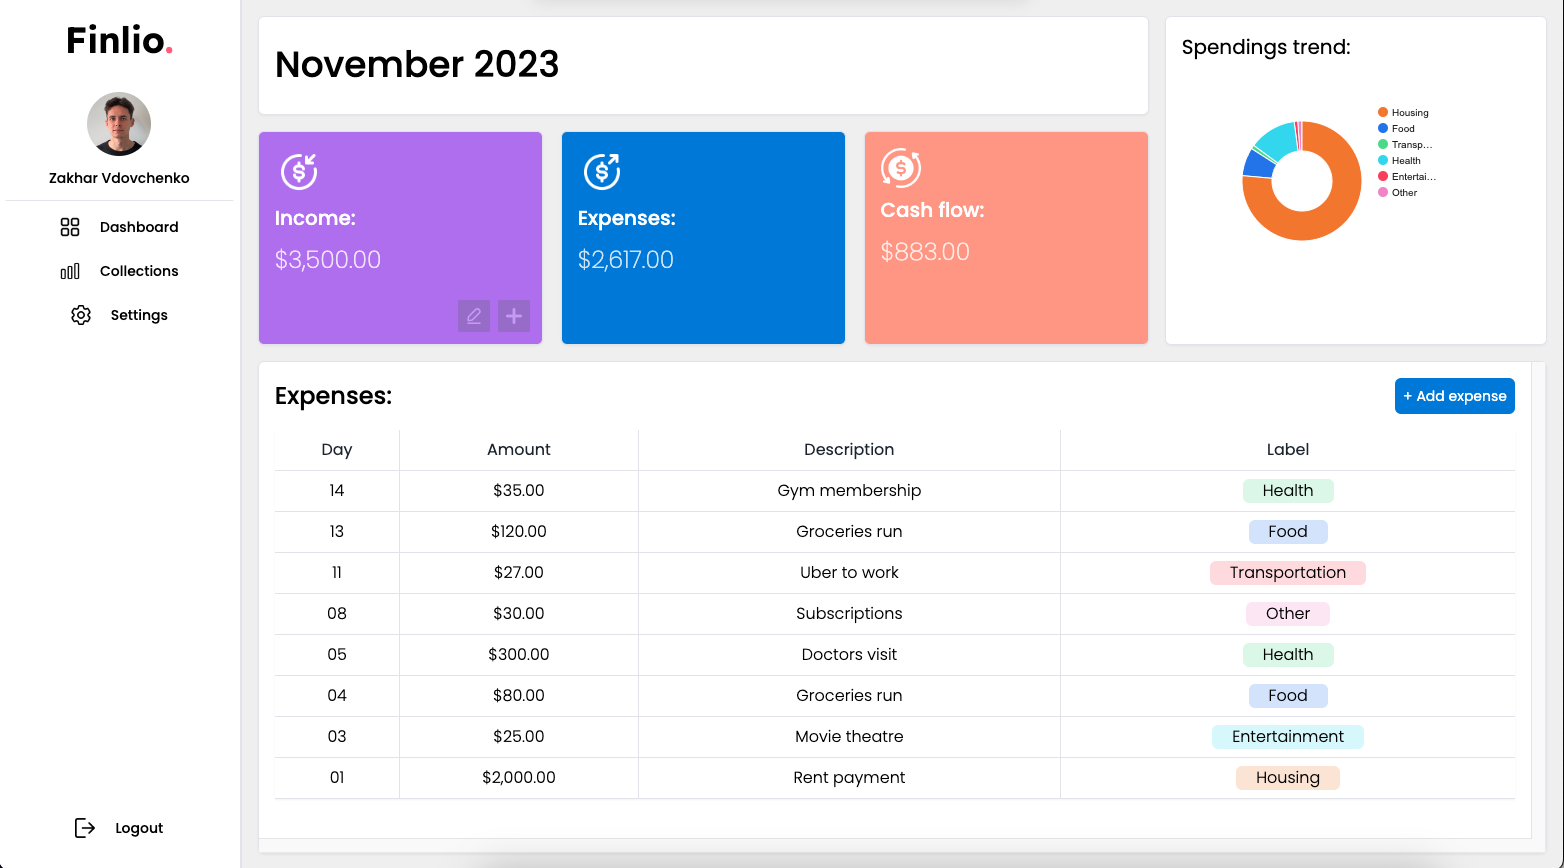 Finlio.
Zakhar Vdovchenko
Dashboard
Collections
Settings
Logout
November 2023
Income:
$3,500.00
Expenses:
$2,617.00
Cash flow:
$883.00
Spendings trend:
Housing
Food
Transp...
Health
Entertai...
Other
Expenses:
+ Add expense
Day Amount Description Label
14 $35.00 Gym membership Health
13 $120.00 Groceries run Food
11 $27.00 Uber to work Transportation
08 $30.00 Subscriptions Other
05 $300.00 Doctors visit Health
04 $80.00 Groceries run Food
03 $25.00 Movie theatre Entertainment
01 $2,000.00 Rent payment Housing